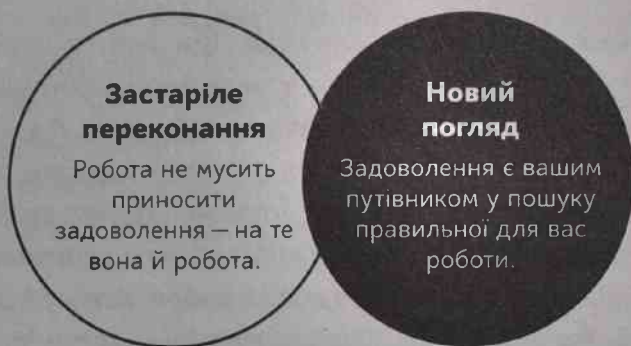 Застаріле
переконання
Робота не мусить
приносити
задоволення — на те
вона й робота.
Новий
погляд
Задоволення є вашим
путівником у пошуку
правильної для вас
роботи.